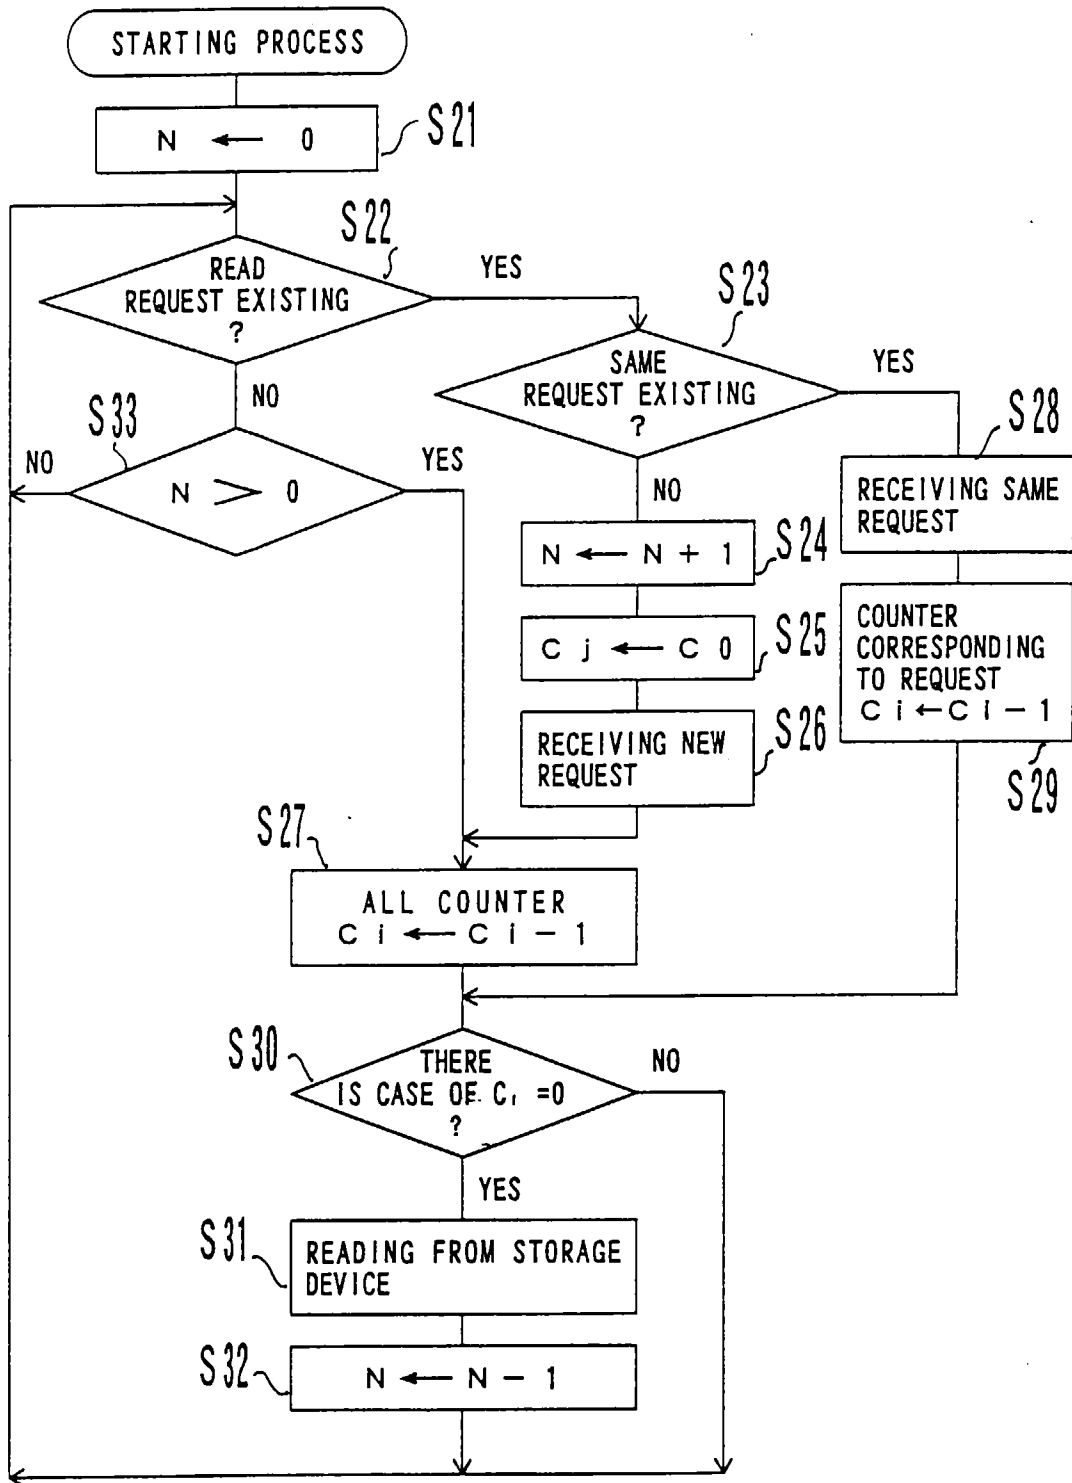 STARTING PROCESS
N ← 0
S21
S22
READ
REQUEST EXISTING
?
YES
NO
S23
SAME
REQUEST EXISTING
?
YES
NO
S33
N > 0
NO
YES
S28
RECEIVING SAME
REQUEST
N ← N + 1
S24
C j ← C 0
S25
RECEIVING NEW
REQUEST
S26
COUNTER
CORRESPONDING
TO REQUEST
C i ← C i - 1
S29
S27
ALL COUNTER
C i ← C i - 1
S30
THERE
IS CASE OF Ci =0
?
NO
YES
S31
READING FROM STORAGE
DEVICE
S32
N ← N - 1